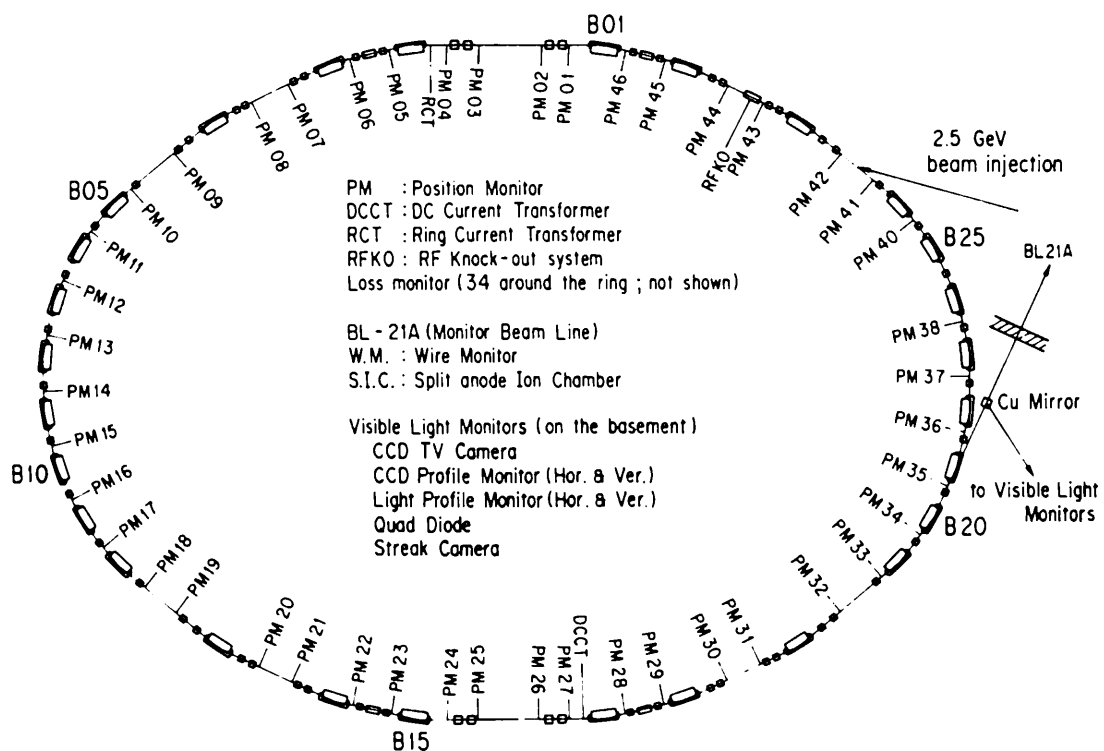 B01
PM 06
PM 05
RCT
PM 04
PM 03
PM 02
PM 01
PM 46
PM 45
PM 44
RFKO
PM 43
PM 42
PM 07
PM 08
PM 09
2.5 GeV
beam injection
B05
PM 10
PM 11
PM 12
PM 13
PM 14
PM 15
B10
PM 16
PM 17
PM 18
PM 19
PM : Position Monitor
DCCT : DC Current Transformer
RCT : Ring Current Transformer
RFKO : RF Knock-out system
Loss monitor (34 around the ring ; not shown)
BL - 21A (Monitor Beam Line)
W.M. : Wire Monitor
S.I.C. : Split anode Ion Chamber
Visible Light Monitors (on the basement)
CCD TV Camera
CCD Profile Monitor (Hor. & Ver.)
Light Profile Monitor (Hor. & Ver.)
Quad Diode
Streak Camera
PM 41
PM 40
B25
BL21A
PM 38
PM 37
Cu Mirror
PM 36
PM 35
to Visible Light
Monitors
PM 34
B20
PM 33
PM 32
PM 20
PM 21
PM 22
PM 23
PM 24
PM 25
PM 26
PM 27
DCCT
PM 28
PM 29
PM 30
PM 31
B15